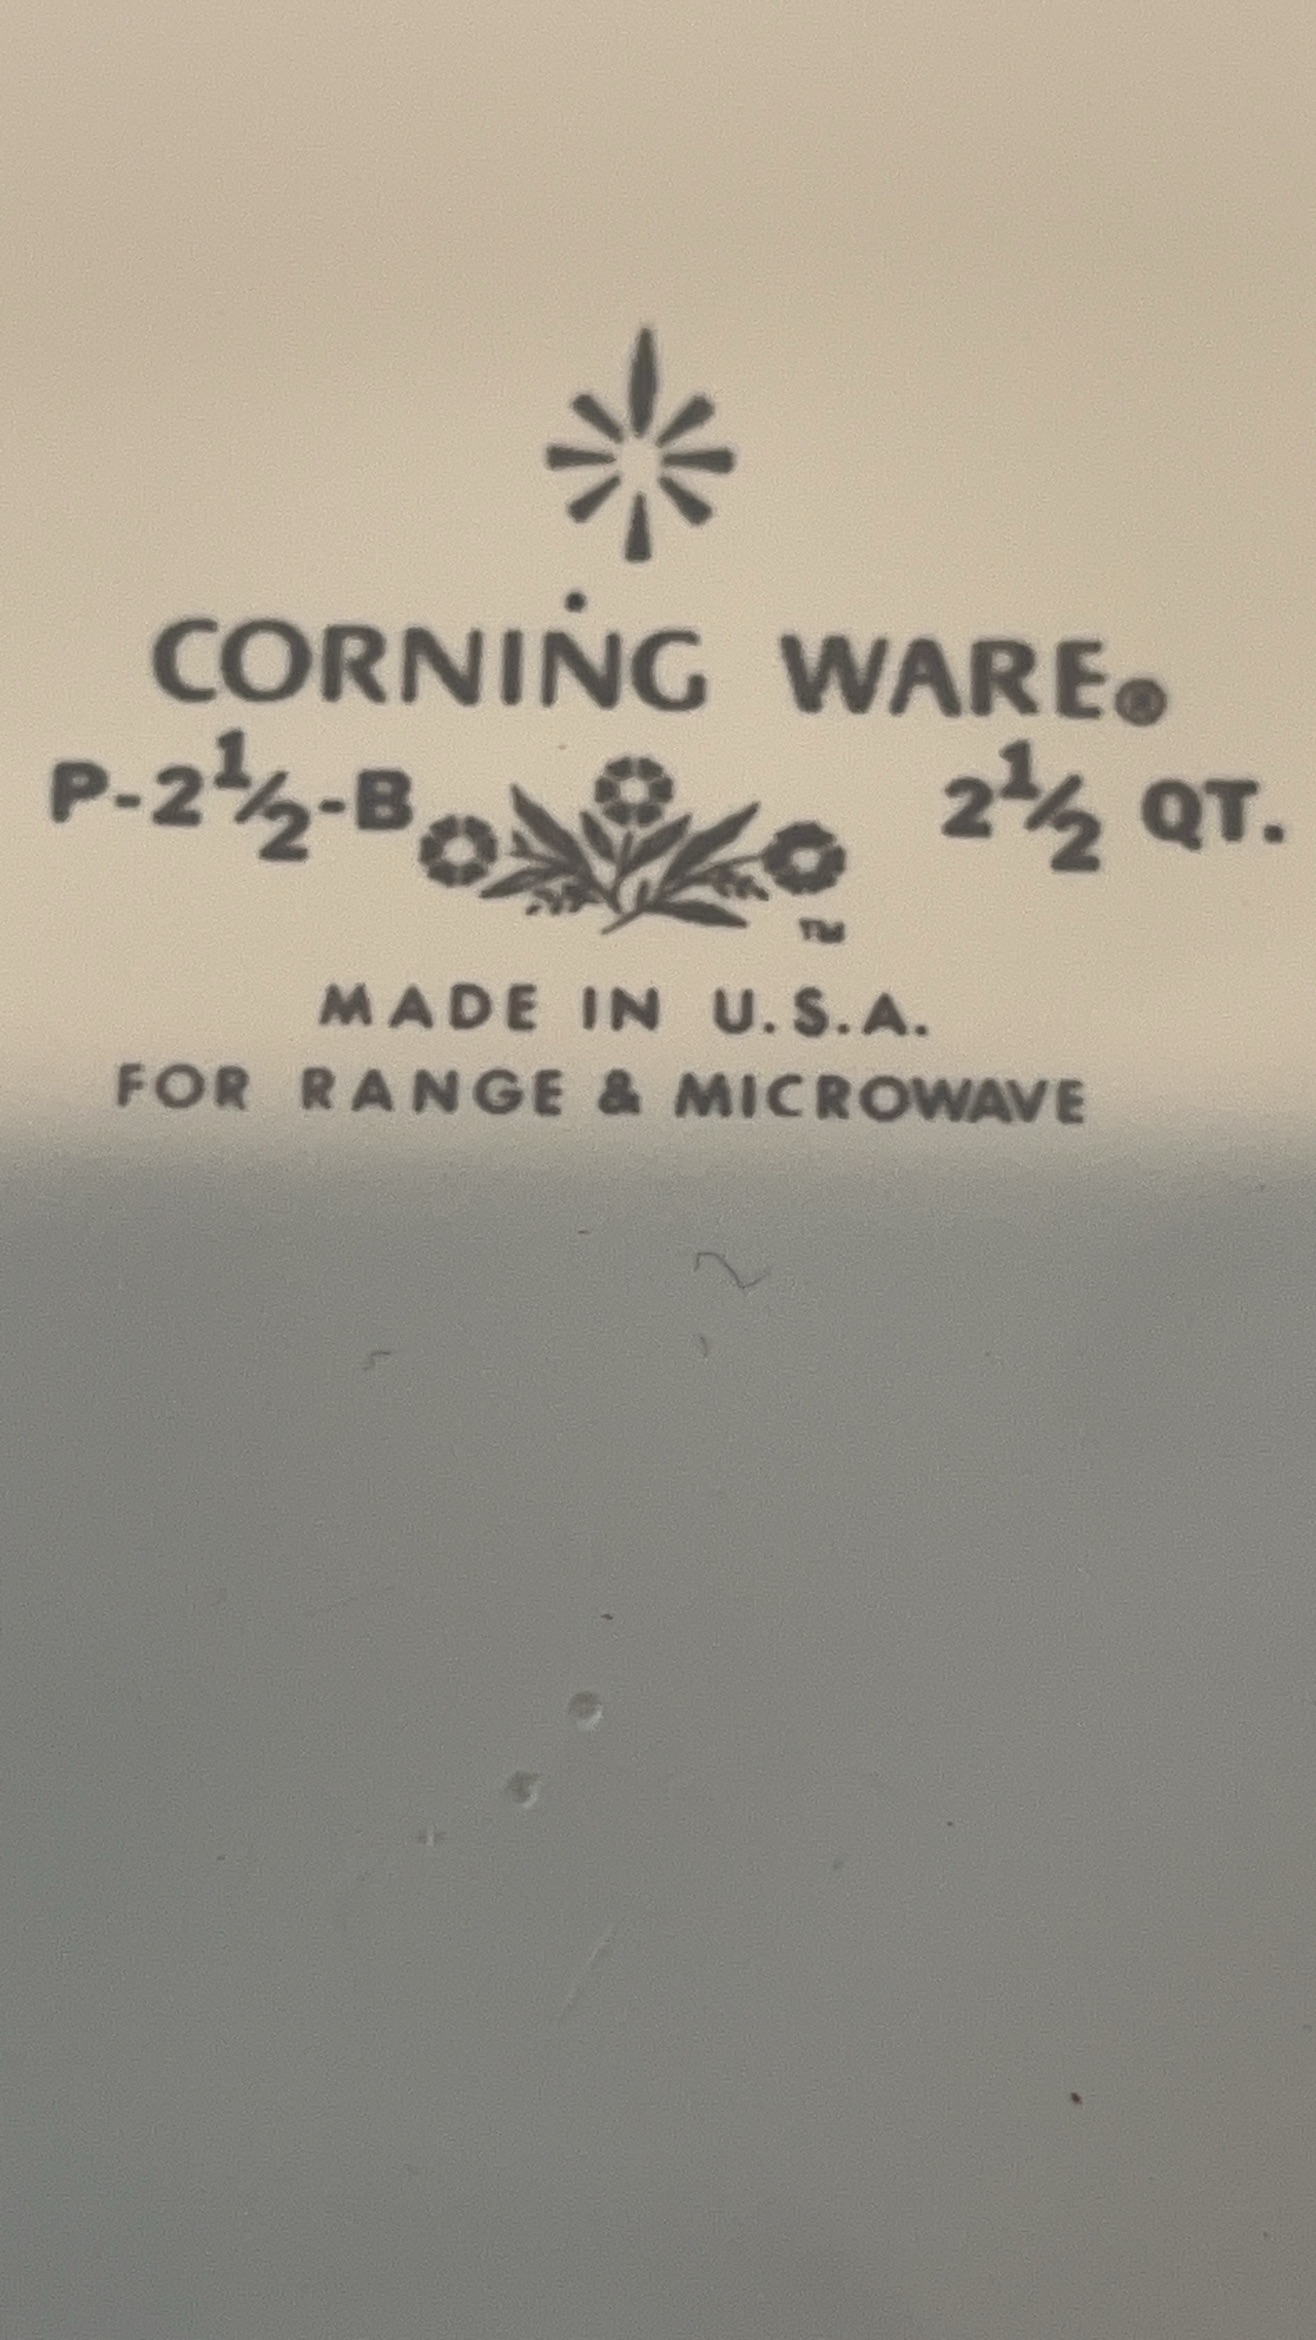 CORNING WARE®
P-2½-B 2½ QT.
TM
MADE IN U.S.A.
FOR RANGE & MICROWAVE